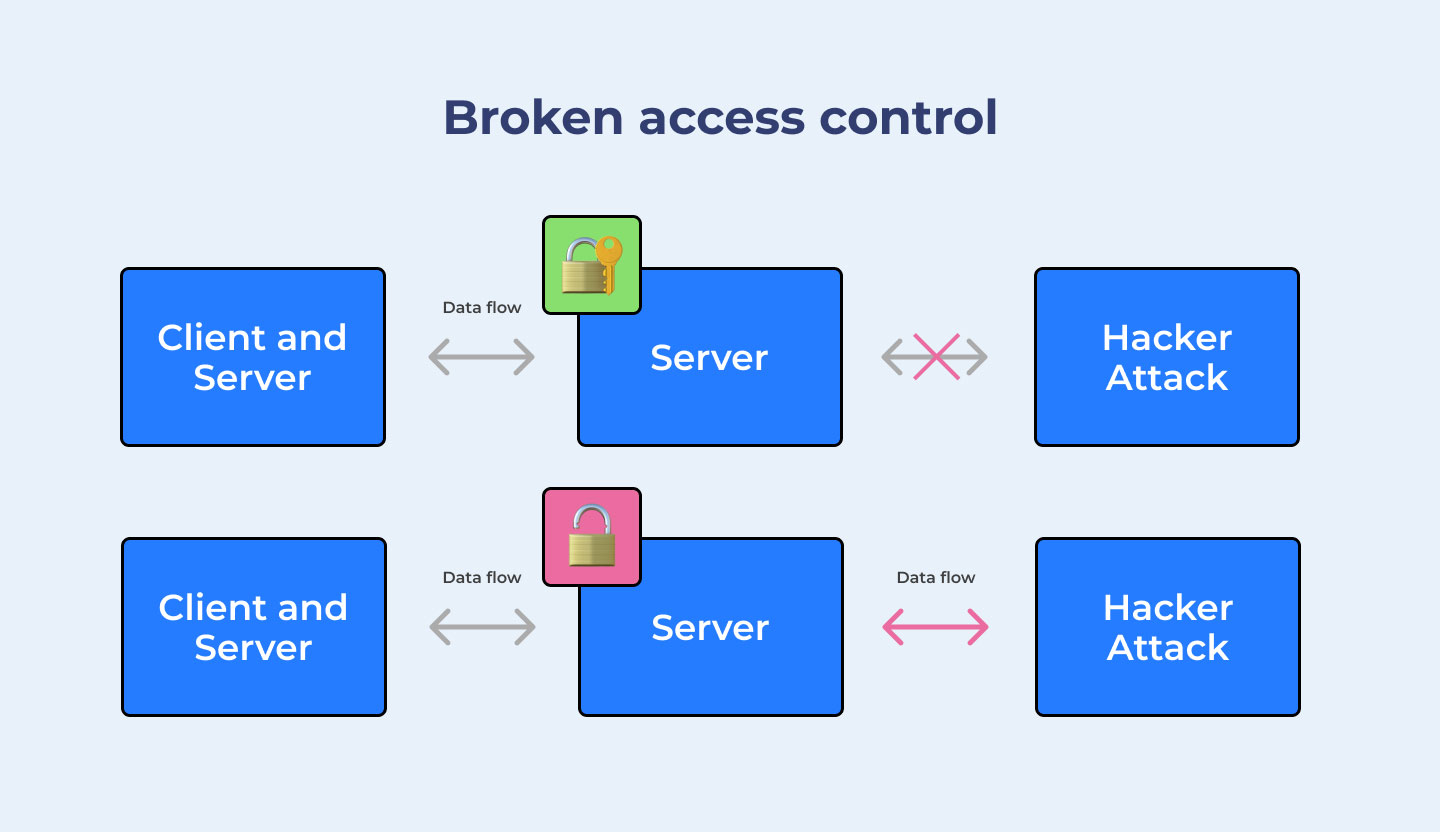 Broken access control
Data flow
Client and
Server
Server
Hacker
Attack
Data flow
Data flow
Client and
Server
Server
Hacker
Attack